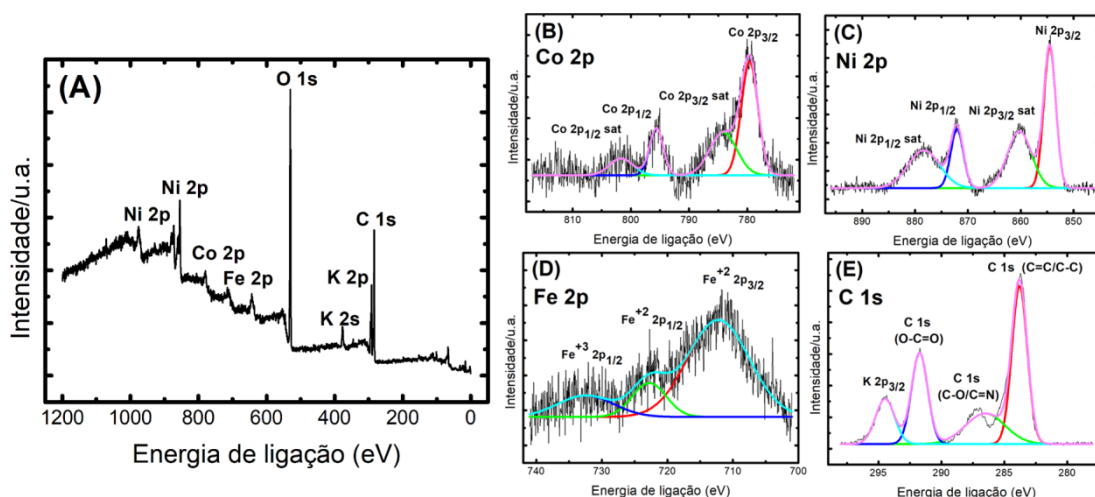 (A)
O 1s
Ni 2p
Ni 2p
C 1s
Co 2p
Fe 2p
K 2p
K 2s
Intensidade/u.a.
1200 1000 800 600 400 200 0
Energia de ligação (eV)
(B)
Co 2p
Co 2p3/2
Co 2p3/2 sat
Co 2p1/2
Co 2p1/2 sat
Intensidade/u.a.
810 800 790 780
Energia de ligação (eV)
(C)
Ni 2p
Ni 2p3/2
Ni 2p1/2
Ni 2p3/2 sat
Ni 2p1/2 sat
Intensidade/u.a.
890 880 870 860 850
Energia de ligação (eV)
(D)
Fe 2p
Fe+2 2p3/2
Fe+2 2p1/2
Fe+3 2p1/2
Intensidade/u.a.
740 730 720 710 700
Energia de ligação (eV)
(E)
C 1s
C 1s (C=C/C-C)
C 1s
(O-C=O)
C 1s
(C-O/C=N)
K 2p3/2
Intensidade/u.a.
295 290 285 280
Energia de ligação (eV)